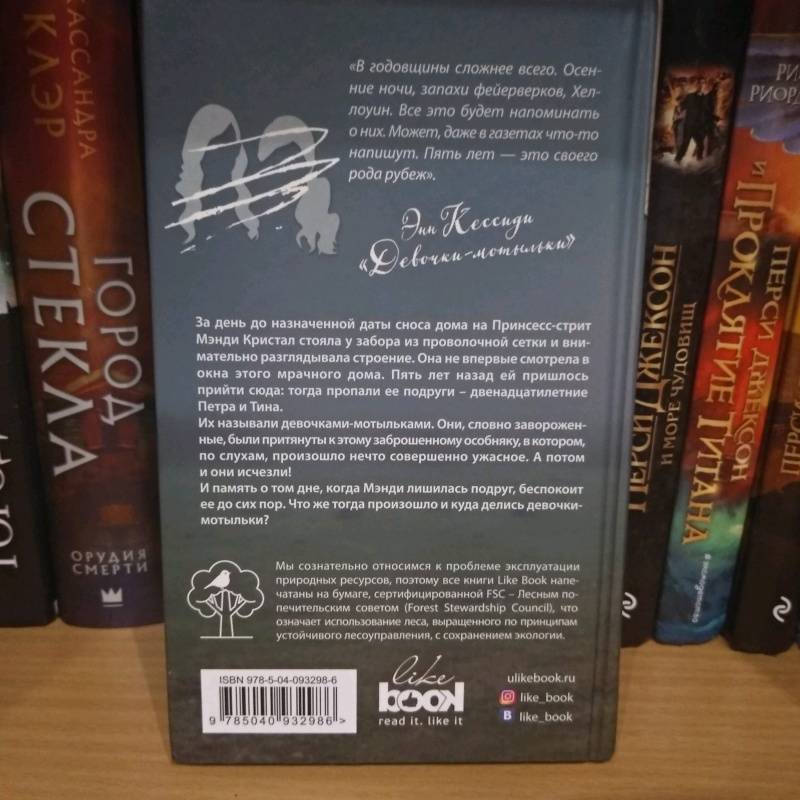 КАССАНДРА
КЛЭР
ГОРОД
СТЕКЛА
ОРУДИЯ
СМЕРТИ
«В годовщины сложнее всего. Осен-
ние ночи, запахи фейерверков, Хел-
лоуин. Все это будет напоминать
о них. Может, даже в газетах что-то
напишут. Пять лет — это своего
рода рубеж».
Энн Кессиди
«Девочки-мотыльки»
За день до назначенной даты сноса дома на Принсесс-стрит
Мэнди Кристал стояла у забора из проволочной сетки и вни-
мательно разглядывала строение. Она не впервые смотрела в
окна этого мрачного дома. Пять лет назад ей пришлось
прийти сюда: тогда пропали ее подруги – двенадцатилетние
Петра и Тина.
Их называли девочками-мотыльками. Они, словно заворожен-
ные, были притянуты к этому заброшенному особняку, в котором,
по слухам, произошло нечто совершенно ужасное. А потом
и они исчезли!
И память о том дне, когда Мэнди лишилась подруг, беспокоит
ее до сих пор. Что же тогда произошло и куда делись девочки-
мотыльки?
Мы сознательно относимся к проблеме эксплуатации
природных ресурсов, поэтому все книги Like Book напе-
чатаны на бумаге, сертифицированной FSC – Лесным по-
печительским советом (Forest Stewardship Council), что
означает использование леса, выращенного по принципам
устойчивого лесоуправления, с сохранением экологии.
ISBN 978-5-04-093298-6
9 785040 932986 >
like
book
read it. like it
ulikebook.ru
like_book
like_book
ПЕРСИ ДЖЕКСОН
И МОРЕ ЧУДОВИЩ
ПЕРСИ ДЖЕКСОН
И ПРОКЛЯТИЕ ТИТАНА